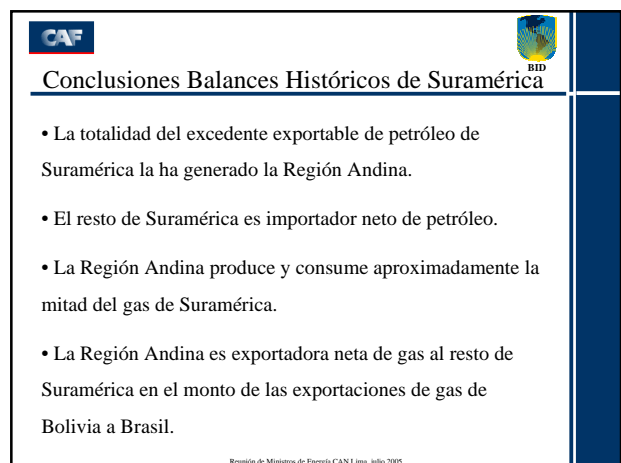 CAF
BID
Conclusiones Balances Históricos de Suramérica
• La totalidad del excedente exportable de petróleo de
Suramérica la ha generado la Región Andina.
• El resto de Suramérica es importador neto de petróleo.
• La Región Andina produce y consume aproximadamente la
mitad del gas de Suramérica.
• La Región Andina es exportadora neta de gas al resto de
Suramérica en el monto de las exportaciones de gas de
Bolivia a Brasil.
Reunión de Ministros de Energía CAN Lima, julio 2005